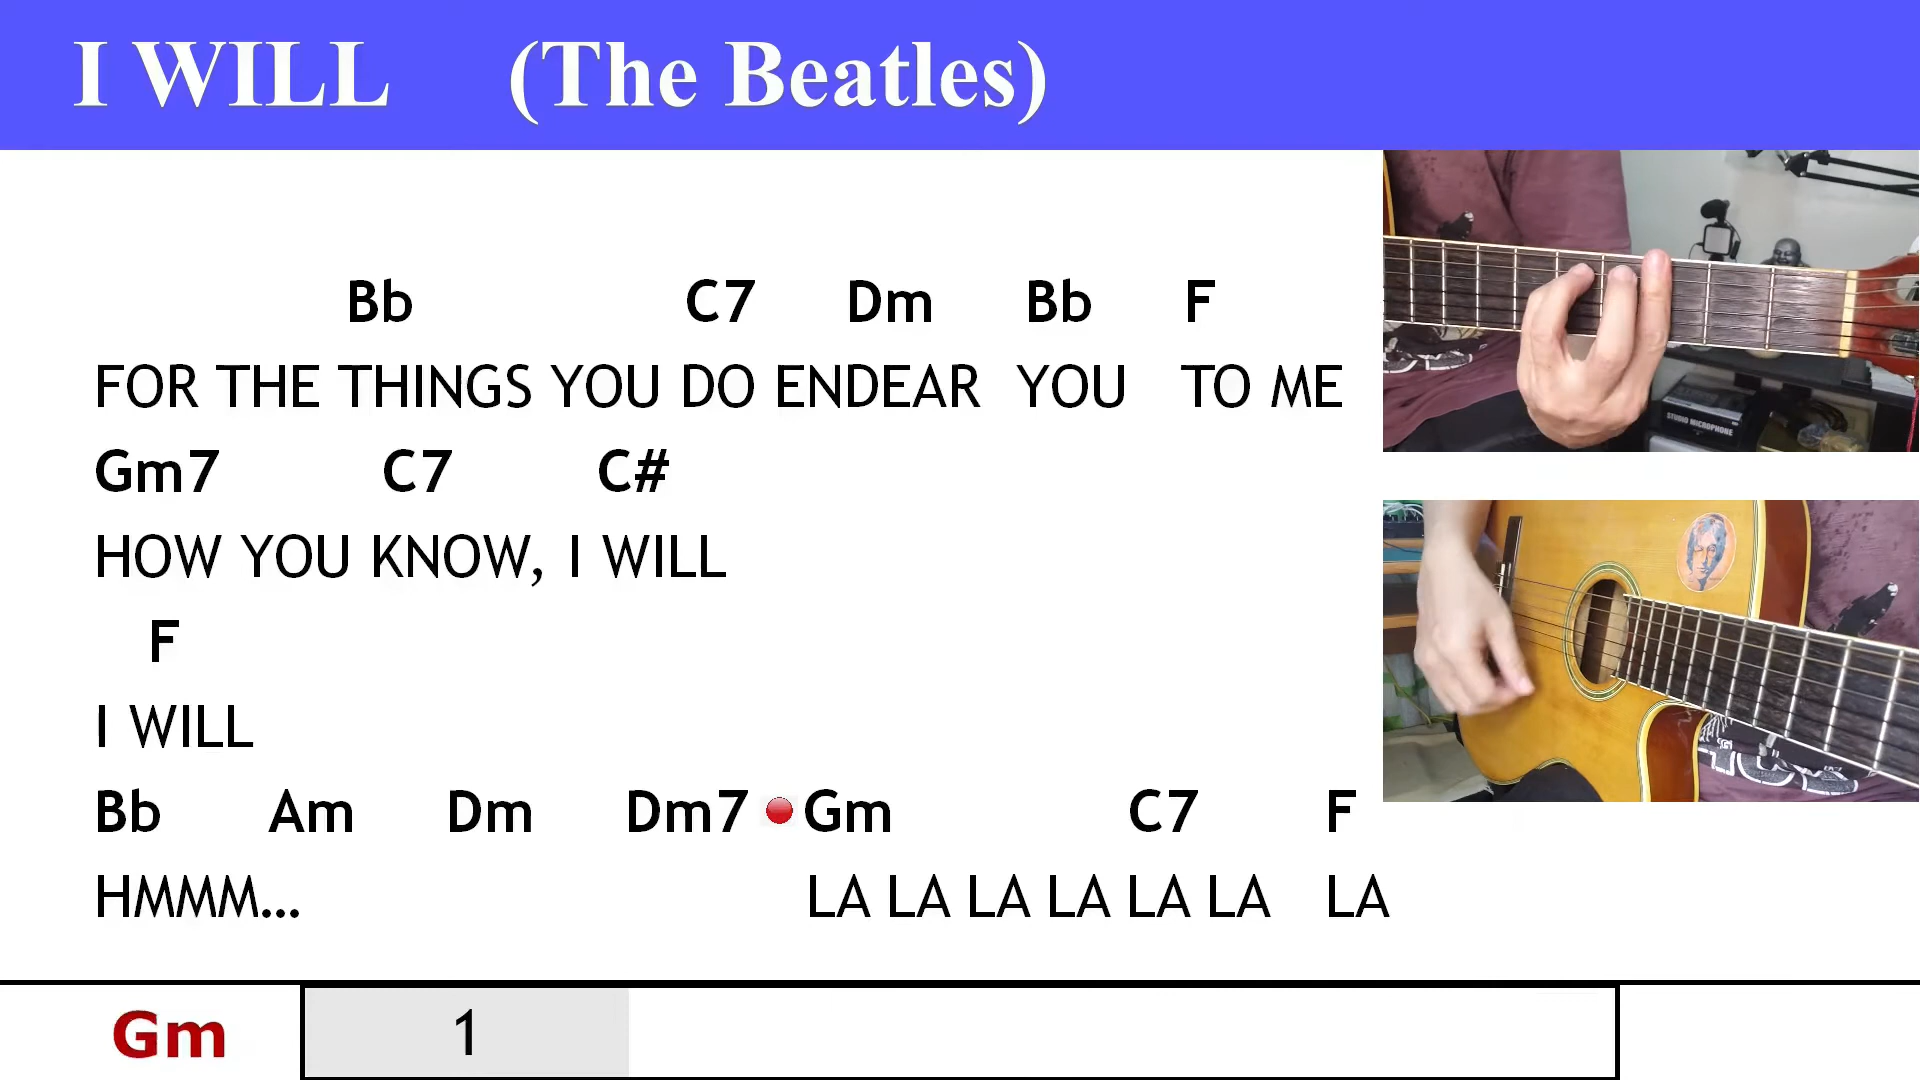 I WILL (The Beatles)
Bb C7 Dm Bb F
FOR THE THINGS YOU DO ENDEAR YOU TO ME
Gm7 C7 C#
HOW YOU KNOW, I WILL
F
I WILL
Bb Am Dm Dm7 Gm C7 F
HMMM... LA LA LA LA LA LA LA
Gm 1
STUDIO MICROPHONE